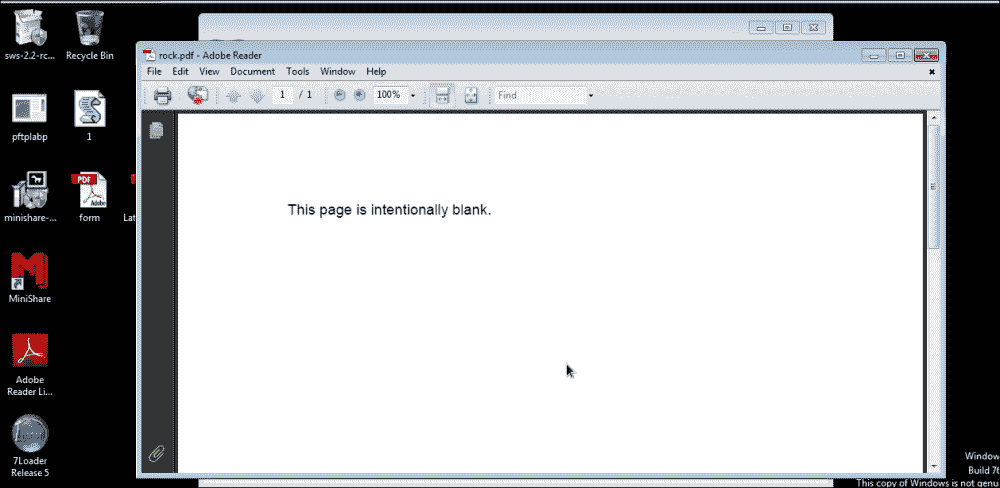 sws-2.2-rc...
Recycle Bin
rock.pdf - Adobe Reader
File Edit View Document Tools Window Help
1 / 1 100% Find
pftplabp
1
This page is intentionally blank.
minishare-...
PDF
Adobe
form
Lat
MiniShare
Adobe
Reader Li...
7Loader
Release 5
Window
Build 76
This copy of Windows is not genu